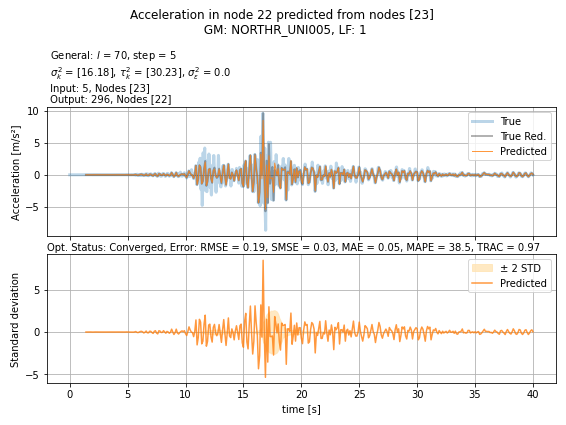 Acceleration in node 22 predicted from nodes [23]
GM: NORTHR_UNI005, LF: 1
General: l = 70, step = 5
σ²ₖ = [16.18], τ²ₖ = [30.23], σ²_ε = 0.0
Input: 5, Nodes [23]
Output: 296, Nodes [22]
Acceleration [m/s²]
10
5
0
−5
True
True Red.
Predicted
Opt. Status: Converged, Error: RMSE = 0.19, SMSE = 0.03, MAE = 0.05, MAPE = 38.5, TRAC = 0.97
Standard deviation
5
0
−5
± 2 STD
Predicted
0 5 10 15 20 25 30 35 40
time [s]